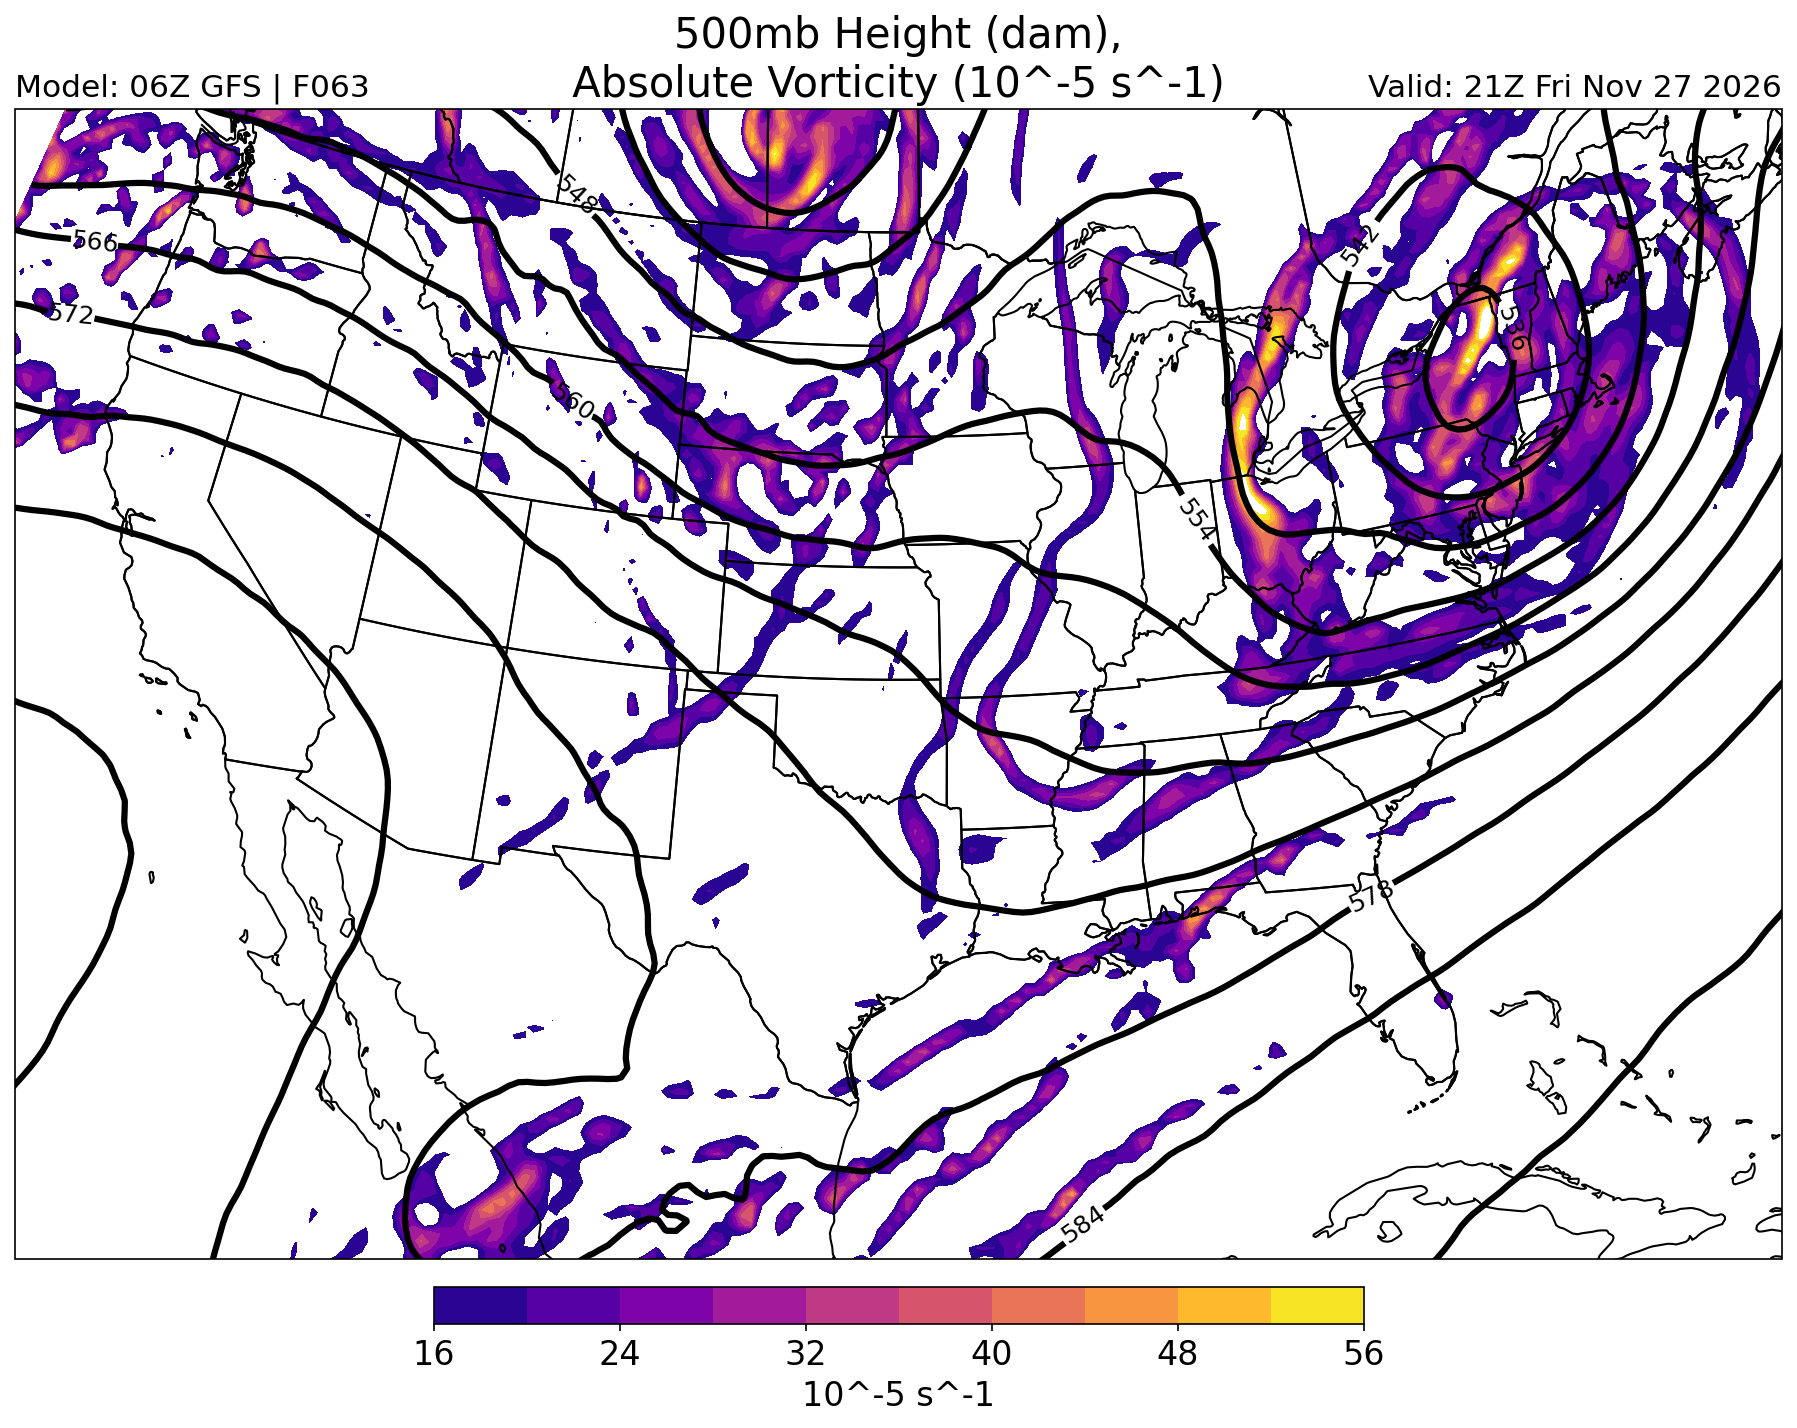 500mb Height (dam),
Absolute Vorticity (10^-5 s^-1)
Model: 06Z GFS | F063
Valid: 21Z Fri Nov 27 2026
548
566
542
572
536
560
554
578
584
16 24 32 40 48 56
10^-5 s^-1